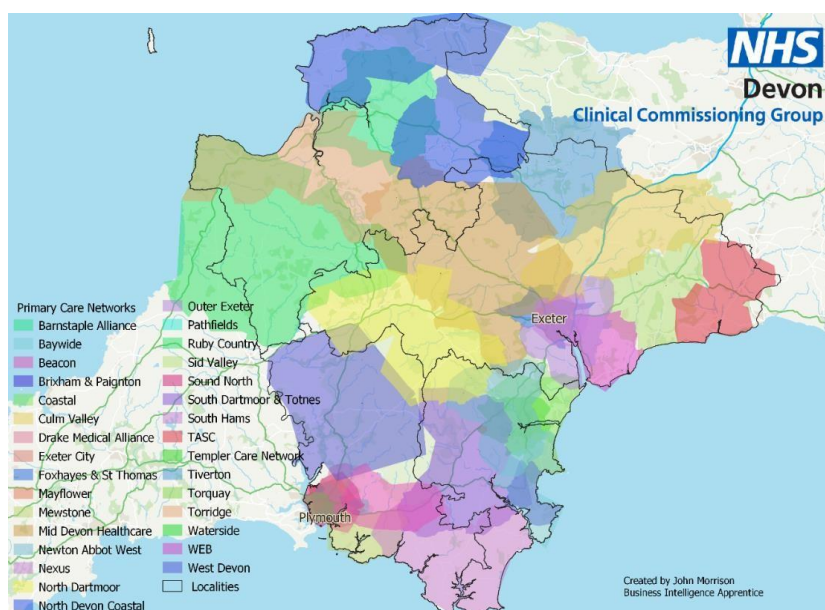 NHS
Devon
Clinical Commissioning Group
Exeter
Plymouth
Primary Care Networks
Barnstaple Alliance
Baywide
Beacon
Brixham & Paignton
Coastal
Culm Valley
Drake Medical Alliance
Exeter City
Foxhayes & St Thomas
Mayflower
Mewstone
Mid Devon Healthcare
Newton Abbot West
Nexus
North Dartmoor
North Devon Coastal
Outer Exeter
Pathfields
Ruby Country
Sid Valley
Sound North
South Dartmoor & Totnes
South Hams
TASC
Templer Care Network
Tiverton
Torquay
Torridge
Waterside
WEB
West Devon
Localities
Created by John Morrison
Business Intelligence Apprentice